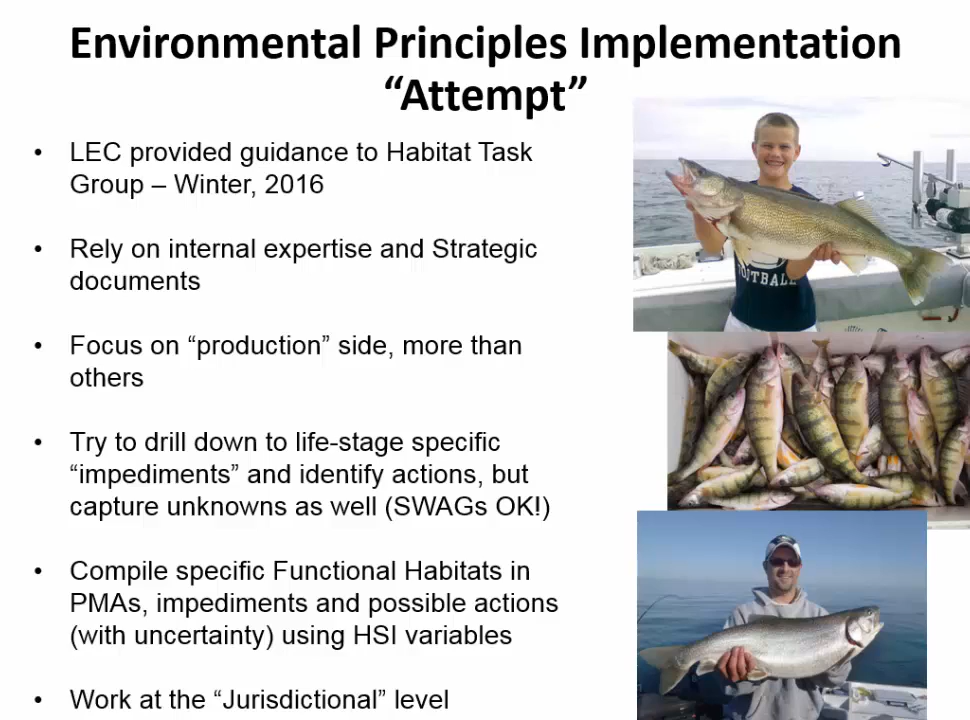 Environmental Principles Implementation
“Attempt”
• LEC provided guidance to Habitat Task
Group – Winter, 2016
• Rely on internal expertise and Strategic
documents
• Focus on “production” side, more than
others
• Try to drill down to life-stage specific
“impediments” and identify actions, but
capture unknowns as well (SWAGs OK!)
• Compile specific Functional Habitats in
PMAs, impediments and possible actions
(with uncertainty) using HSI variables
• Work at the “Jurisdictional” level